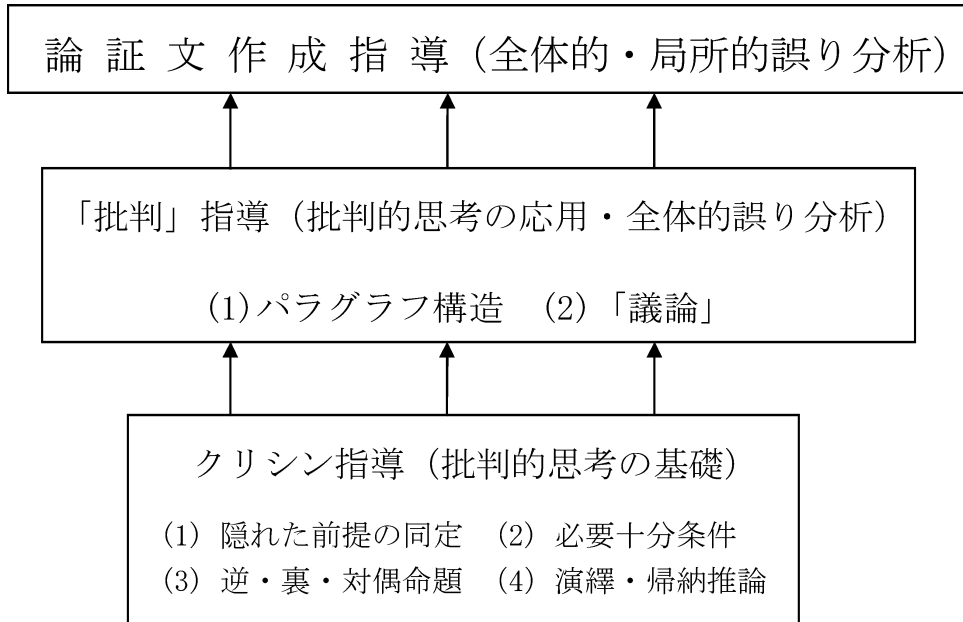 論証文作成指導(全体的・局所的誤り分析)
「批判」指導(批判的思考の応用・全体的誤り分析)
(1)パラグラフ構造 (2)「議論」
クリシン指導(批判的思考の基礎)
(1) 隠れた前提の同定 (2) 必要十分条件
(3) 逆・裏・対偶命題 (4) 演繹・帰納推論